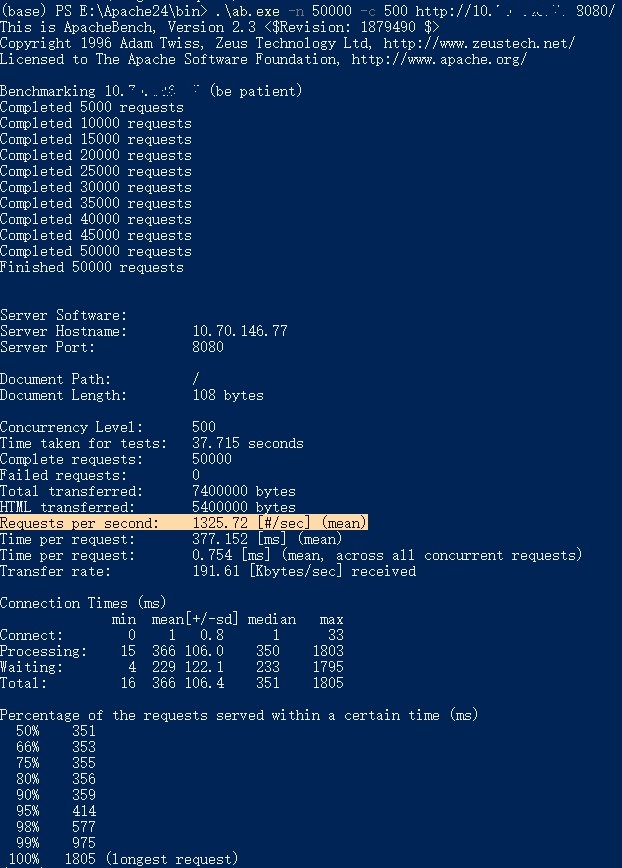 (base) PS E:\Apache24\bin> .\ab.exe -n 50000 -c 500 http://10. 8080/
This is ApacheBench, Version 2.3 <$Revision: 1879490 $>
Copyright 1996 Adam Twiss, Zeus Technology Ltd, http://www.zeustech.net/
Licensed to The Apache Software Foundation, http://www.apache.org/
Benchmarking 10. (be patient)
Completed 5000 requests
Completed 10000 requests
Completed 15000 requests
Completed 20000 requests
Completed 25000 requests
Completed 30000 requests
Completed 35000 requests
Completed 40000 requests
Completed 45000 requests
Completed 50000 requests
Finished 50000 requests
Server Software:
Server Hostname: 10.70.146.77
Server Port: 8080
Document Path: /
Document Length: 108 bytes
Concurrency Level: 500
Time taken for tests: 37.715 seconds
Complete requests: 50000
Failed requests: 0
Total transferred: 7400000 bytes
HTML transferred: 5400000 bytes
Requests per second: 1325.72 [#/sec] (mean)
Time per request: 377.152 [ms] (mean)
Time per request: 0.754 [ms] (mean, across all concurrent requests)
Transfer rate: 191.61 [Kbytes/sec] received
Connection Times (ms)
min mean[+/-sd] median max
Connect: 0 1 0.8 1 33
Processing: 15 366 106.0 350 1803
Waiting: 4 229 122.1 233 1795
Total: 16 366 106.4 351 1805
Percentage of the requests served within a certain time (ms)
50% 351
66% 353
75% 355
80% 356
90% 359
95% 414
98% 577
99% 975
100% 1805 (longest request)